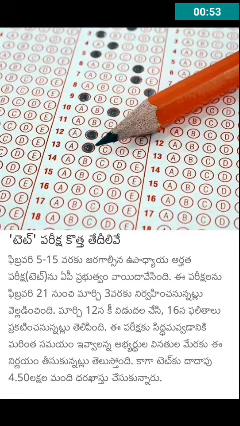 00:53
'టెట్' పరీక్ష కొత్త తేదీలివే
ఫిబ్రవరి 5-15 వరకు జరగాల్సిన ఉపాధ్యాయ అర్హత
పరీక్ష(టెట్)ను ఏపీ ప్రభుత్వం వాయిదావేసింది. ఈ పరీక్షలను
ఫిబ్రవరి 21 నుంచి మార్చి 3వరకు నిర్వహించనున్నట్లు
వెల్లడించింది. మార్చి 12న కీ విడుదల చేసి, 16న ఫలితాలు
ప్రకటించనున్నట్లు తెలిపింది. ఈ పరీక్షకు సిద్ధమవ్వడానికి
మరింత సమయం ఇవ్వాలన్న అభ్యర్థుల వినతుల మేరకు ఈ
నిర్ణయం తీసుకున్నట్లు తెలుస్తోంది. కాగా టెట్‌కు దాదాపు
4.50లక్షల మంది దరఖాస్తు చేసుకున్నారు.